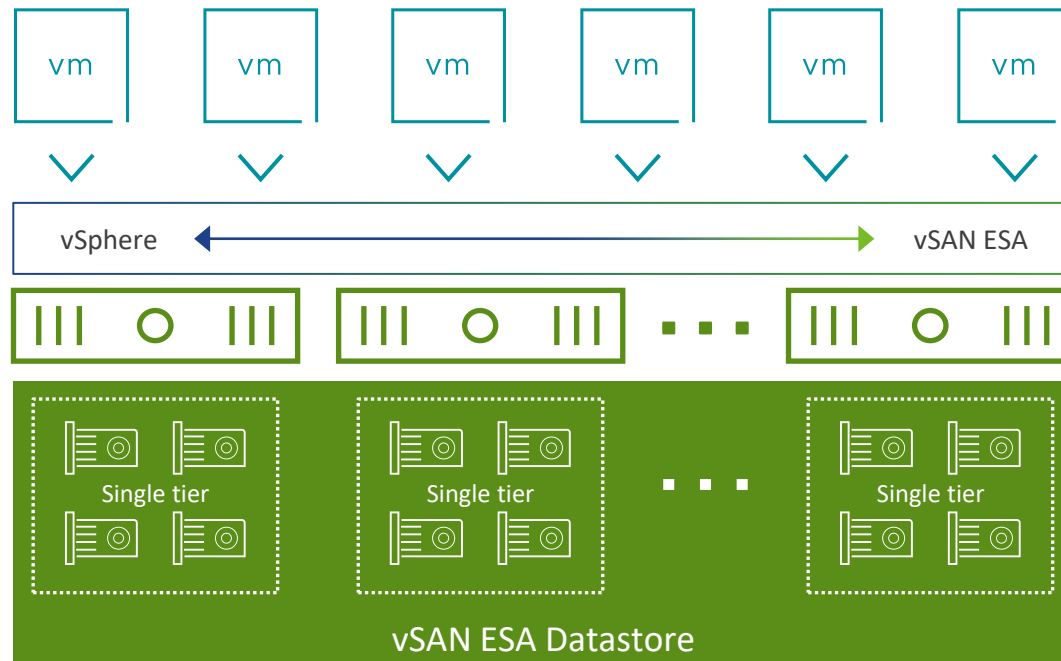 vm vm vm vm vm vm
vSphere vSAN ESA
Single tier Single tier Single tier
vSAN ESA Datastore